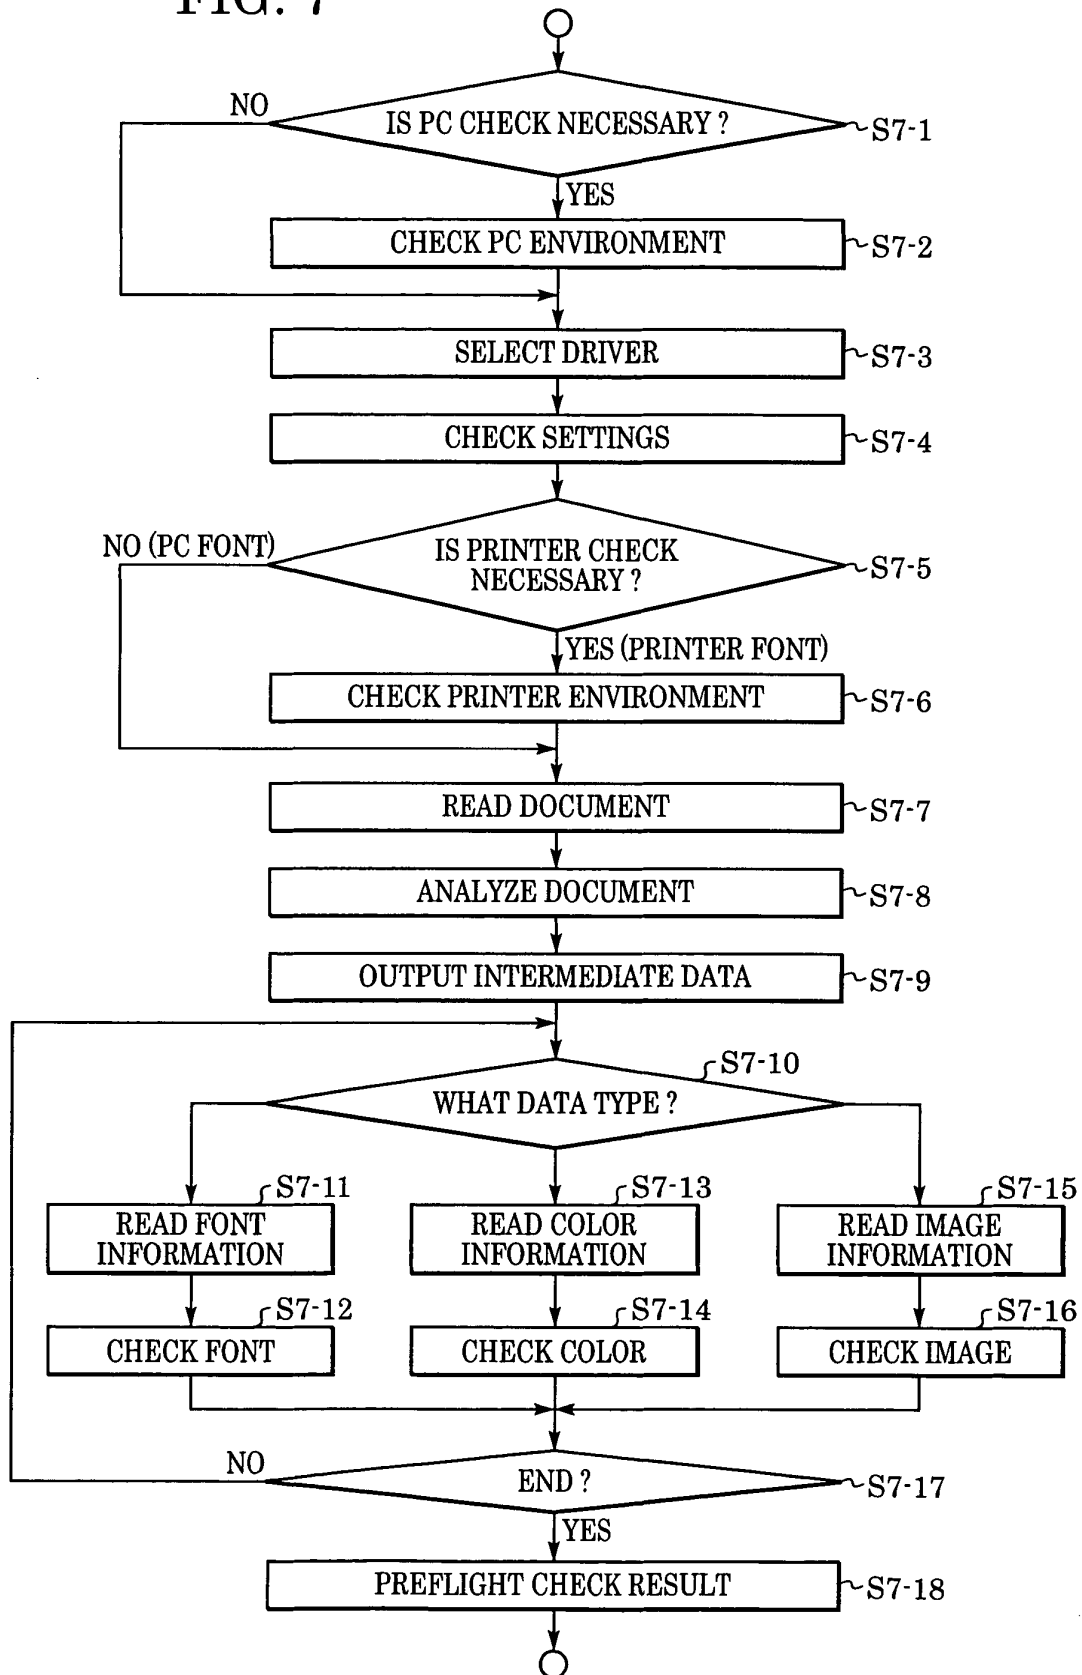 FIG. 7
NO
IS PC CHECK NECESSARY ?
S7-1
YES
CHECK PC ENVIRONMENT
S7-2
SELECT DRIVER
S7-3
CHECK SETTINGS
S7-4
NO (PC FONT)
IS PRINTER CHECK
NECESSARY ?
S7-5
YES (PRINTER FONT)
CHECK PRINTER ENVIRONMENT
S7-6
READ DOCUMENT
S7-7
ANALYZE DOCUMENT
S7-8
OUTPUT INTERMEDIATE DATA
S7-9
S7-10
WHAT DATA TYPE ?
S7-11
READ FONT
INFORMATION
S7-12
CHECK FONT
S7-13
READ COLOR
INFORMATION
S7-14
CHECK COLOR
S7-15
READ IMAGE
INFORMATION
S7-16
CHECK IMAGE
NO
END ?
S7-17
YES
PREFLIGHT CHECK RESULT
S7-18